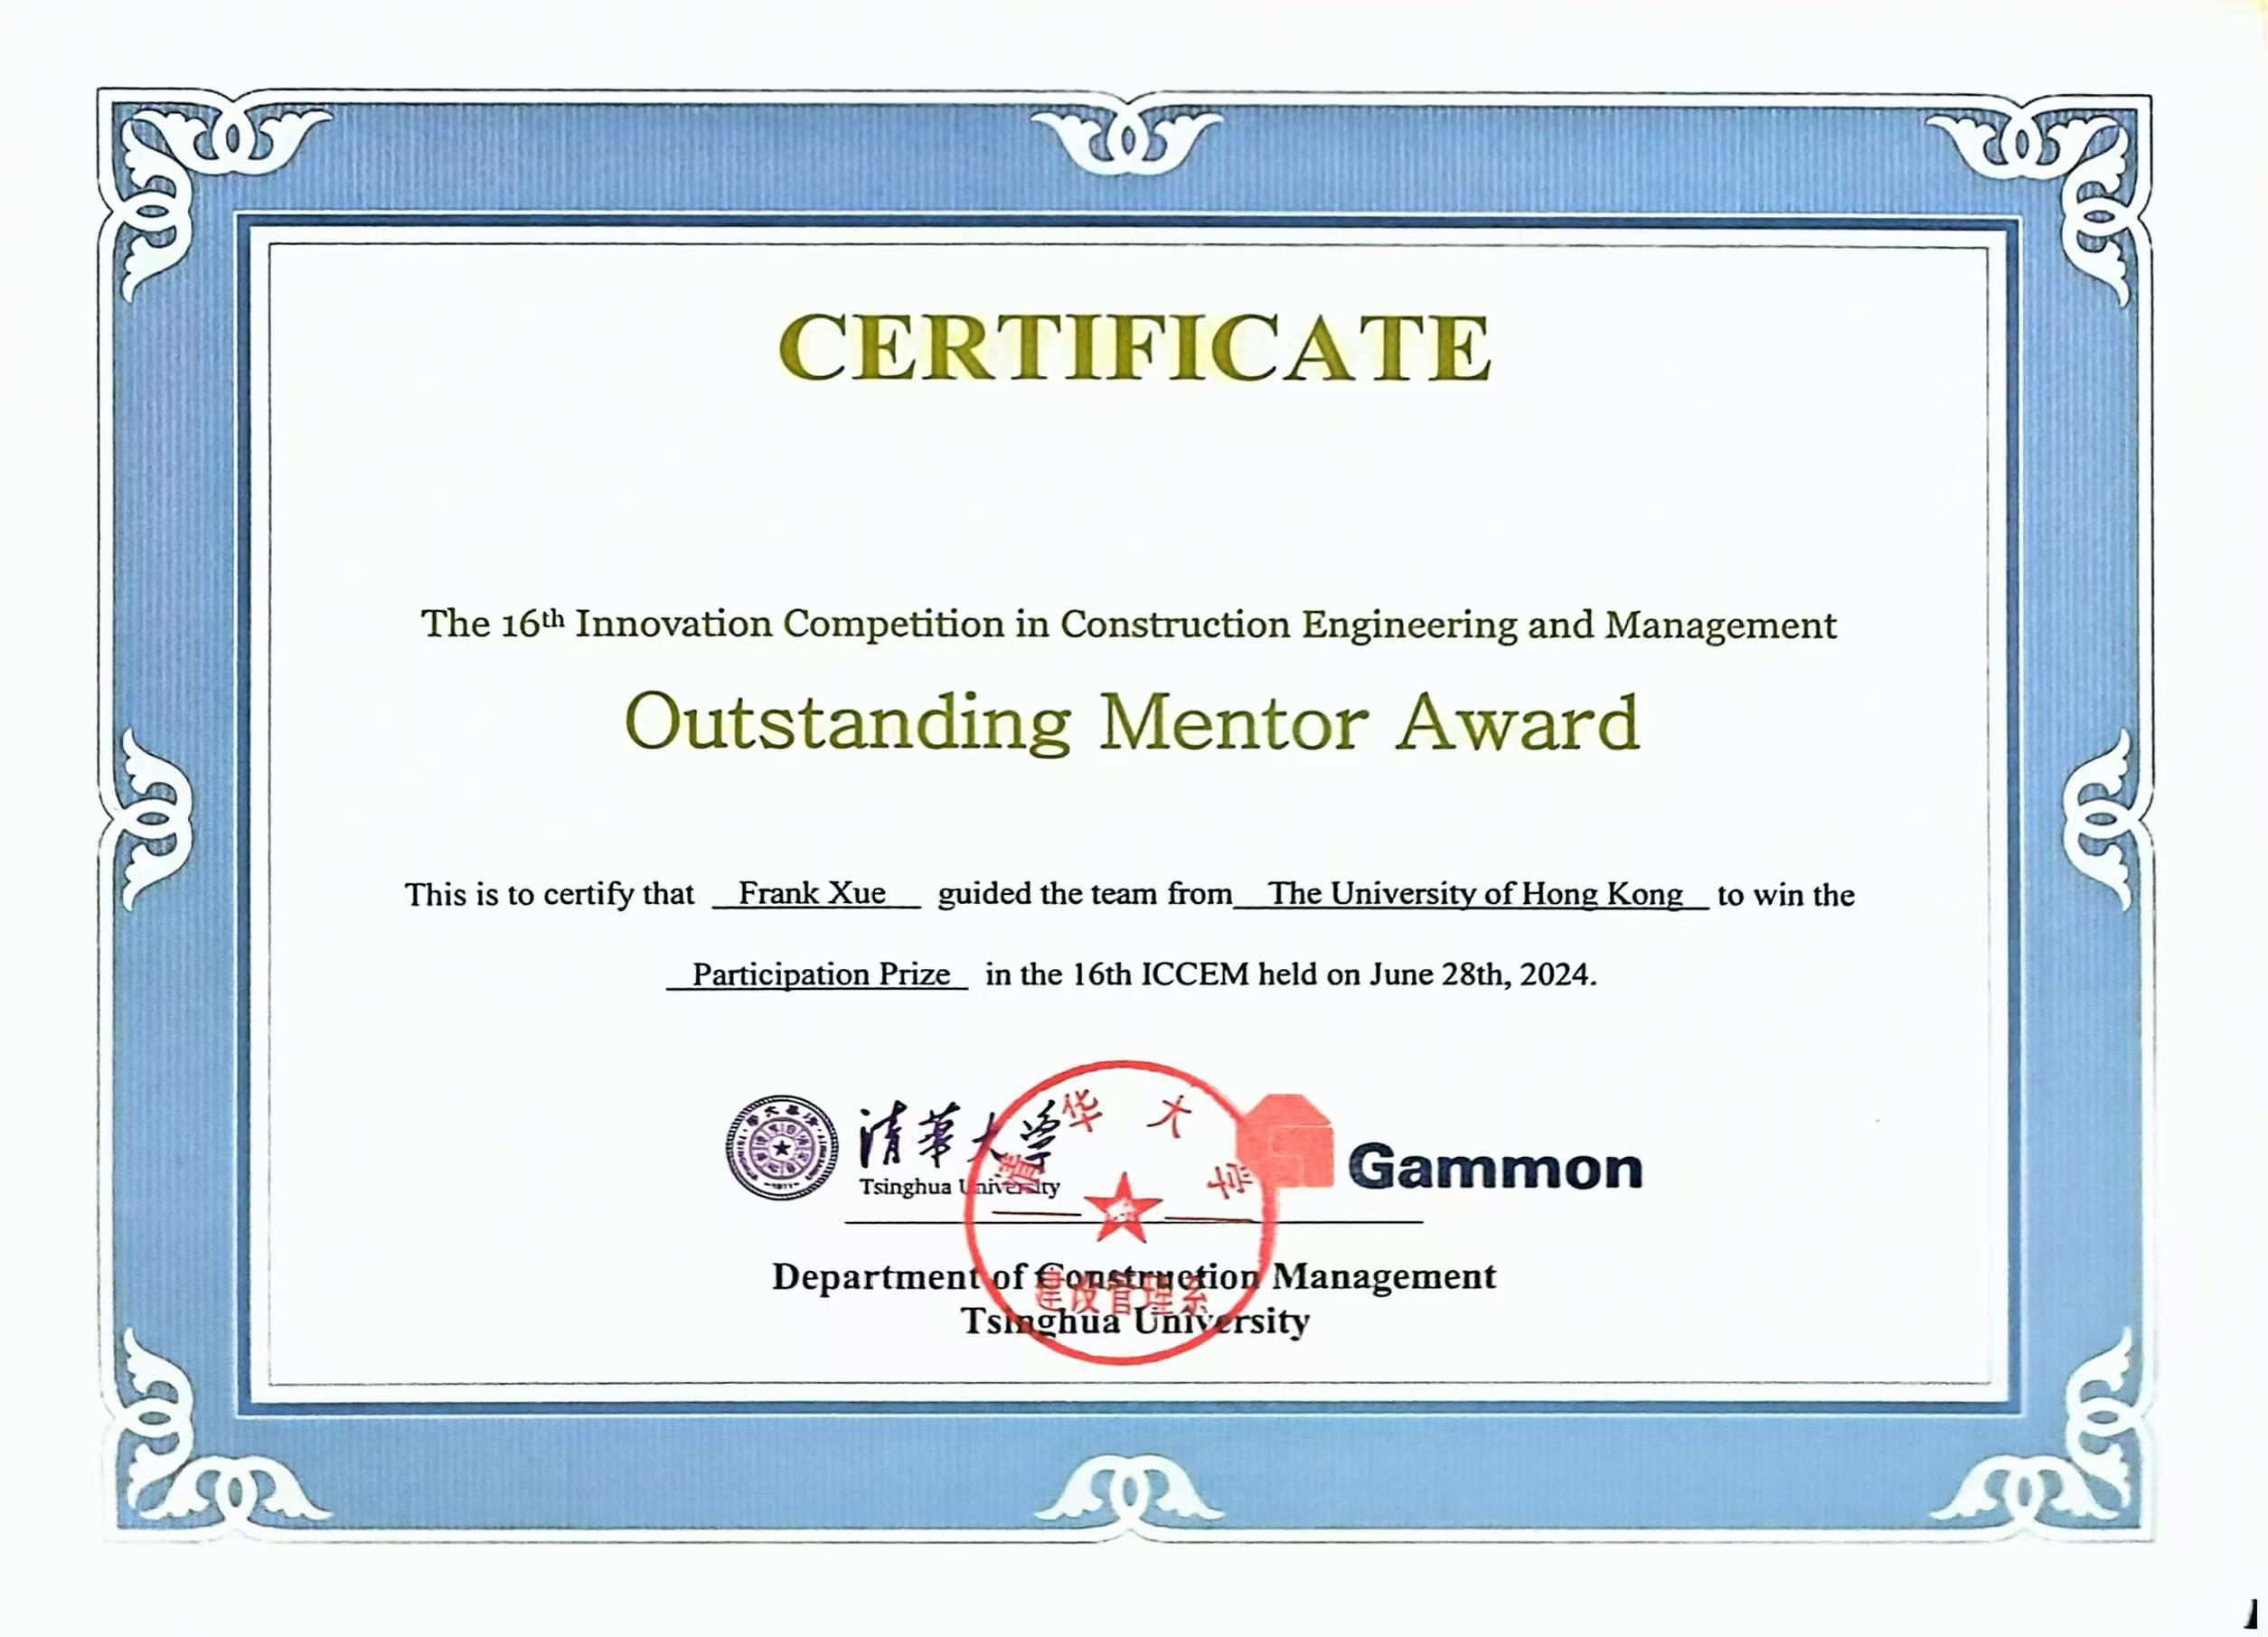 CERTIFICATE
The 16th Innovation Competition in Construction Engineering and Management
Outstanding Mentor Award
This is to certify that Frank Xue guided the team from The University of Hong Kong to win the
Participation Prize in the 16th ICCEM held on June 28th, 2024.
清華大学
Tsinghua University
清华大学
Gammon
Department of Construction Management
建设管理系
Tsinghua University